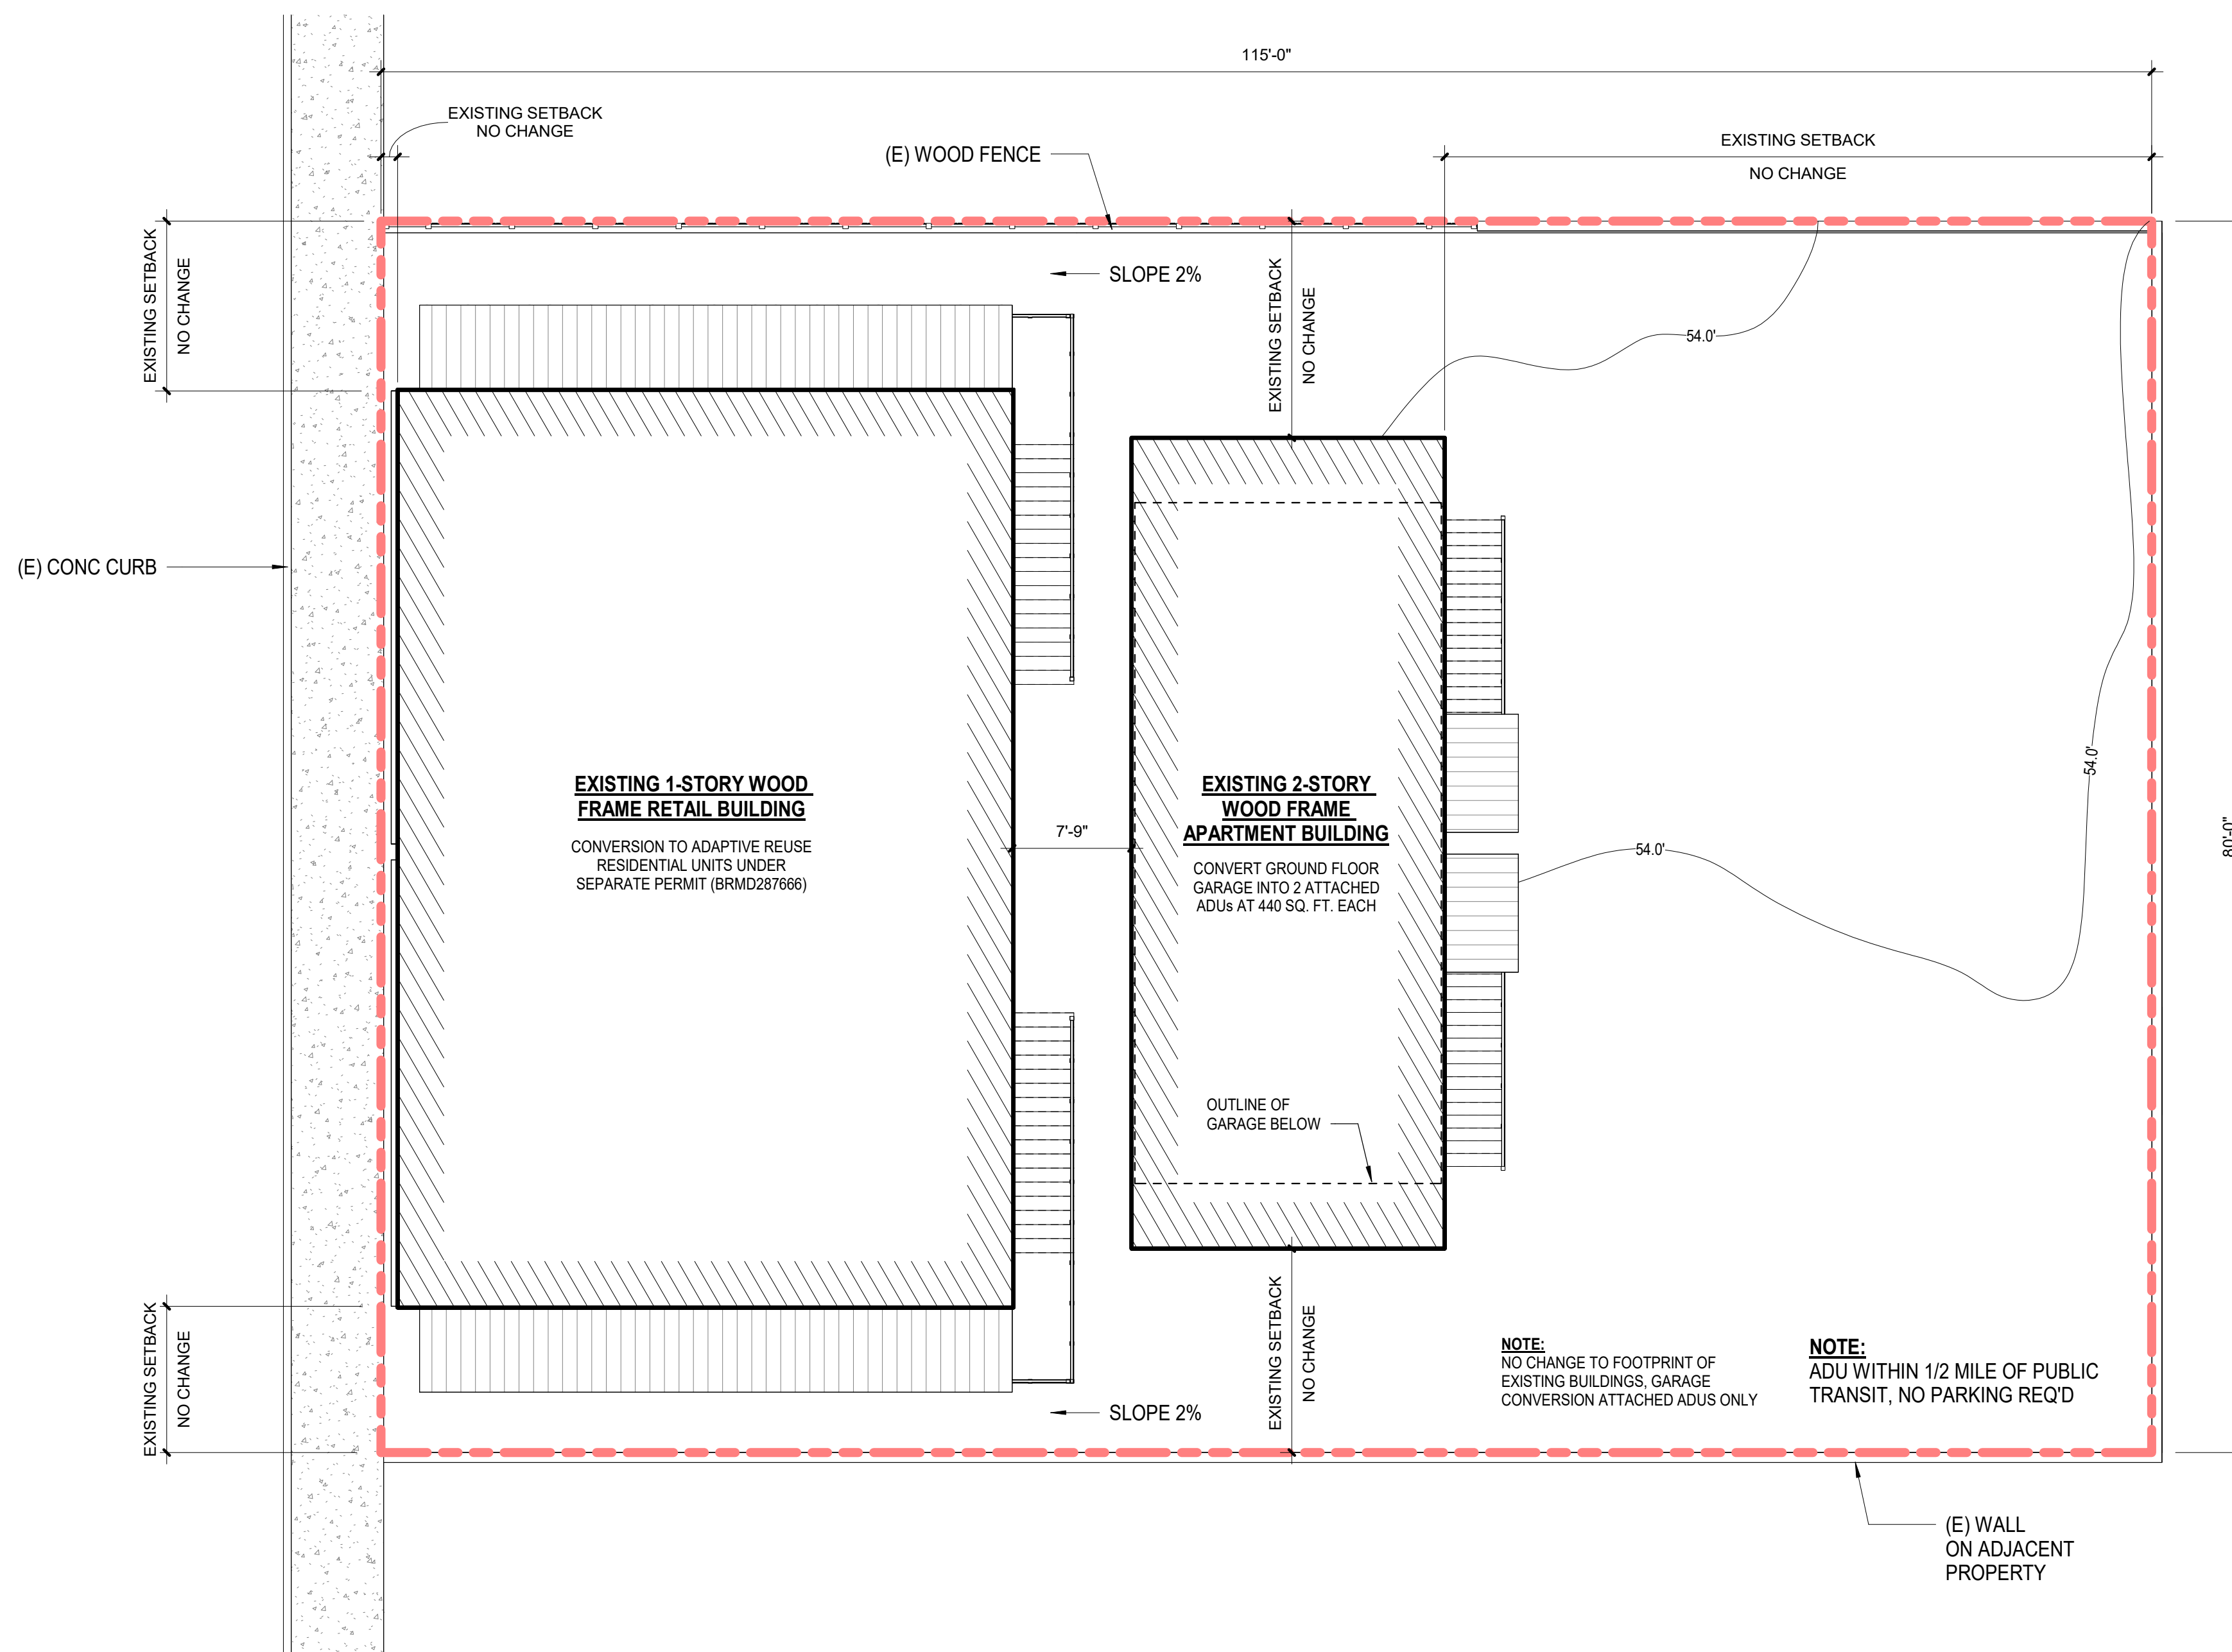 115'-0"
EXISTING SETBACK
NO CHANGE
(E) WOOD FENCE
EXISTING SETBACK
NO CHANGE
EXISTING SETBACK
NO CHANGE
SLOPE 2%
EXISTING SETBACK
NO CHANGE
54.0'
(E) CONC CURB
EXISTING 1-STORY WOOD
FRAME RETAIL BUILDING
CONVERSION TO ADAPTIVE REUSE
RESIDENTIAL UNITS UNDER
SEPARATE PERMIT (BRMD287666)
7'-9"
EXISTING 2-STORY
WOOD FRAME
APARTMENT BUILDING
CONVERT GROUND FLOOR
GARAGE INTO 2 ATTACHED
ADUs AT 440 SQ. FT. EACH
54.0'
54.0'
80'-0"
OUTLINE OF
GARAGE BELOW
EXISTING SETBACK
NO CHANGE
EXISTING SETBACK
NO CHANGE
SLOPE 2%
NOTE:
NO CHANGE TO FOOTPRINT OF
EXISTING BUILDINGS, GARAGE
CONVERSION ATTACHED ADUS ONLY
NOTE:
ADU WITHIN 1/2 MILE OF PUBLIC
TRANSIT, NO PARKING REQ'D
(E) WALL
ON ADJACENT
PROPERTY